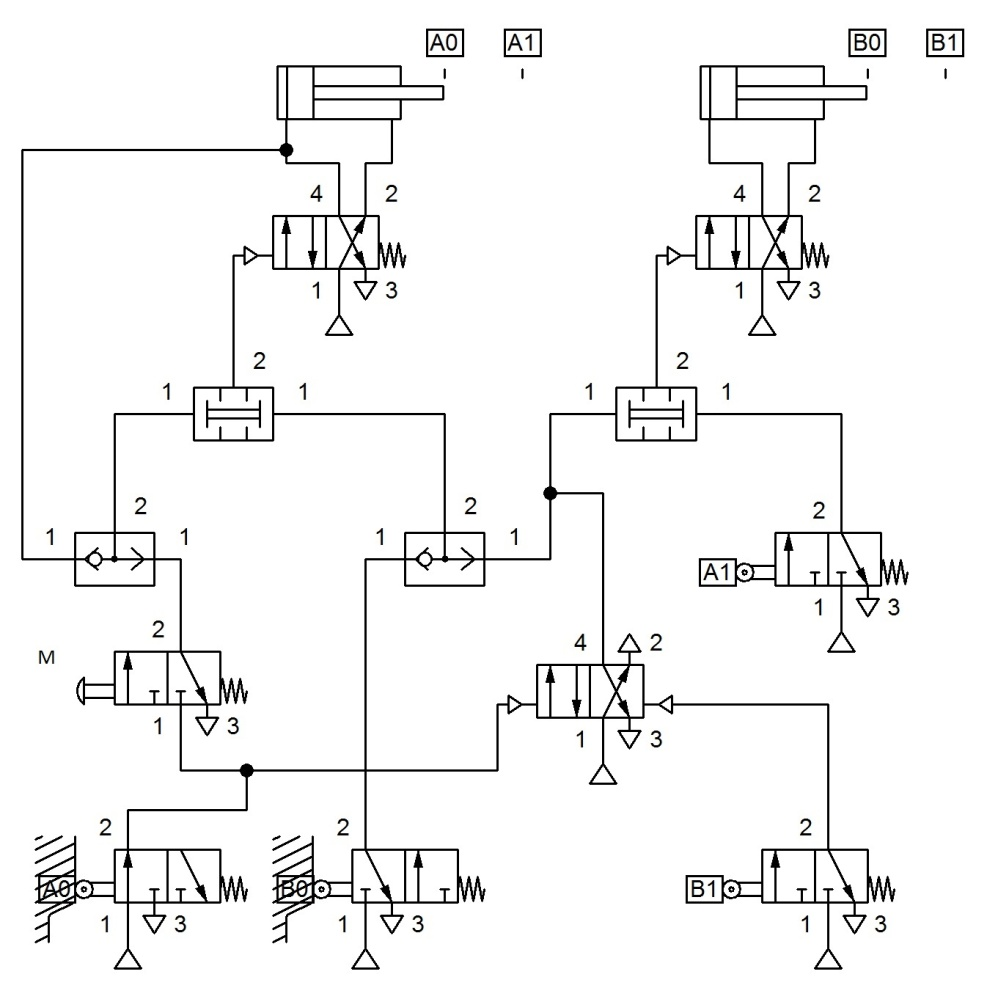 A0 A1 B0 B1
4 2 4 2
1 3 1 3
2 2
1 1 1 1
2 2 2
1 1 1 1
A1
1 3
2 4 2
M
1 3 1 3
2 2 2
A0 B0 B1
1 3 1 3 1 3